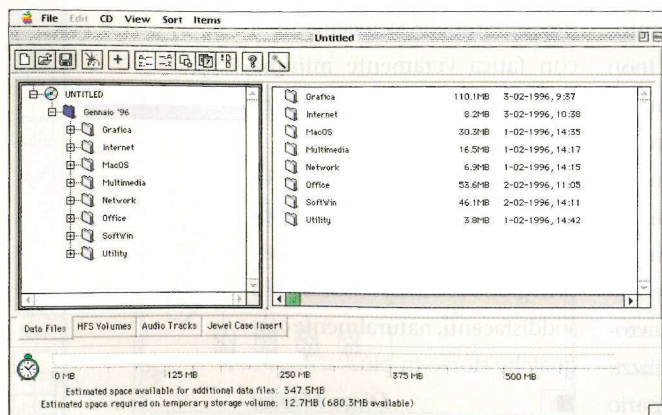 File Edit CD View Sort Items
Untitled
UNTITLED
Gennaio '96
Grafica
Internet
MacOS
Multimedia
Network
Office
SoftWin
Utility
Grafica 110.1MB 3-02-1996, 9:37
Internet 8.2MB 3-02-1996, 10:38
MacOS 30.3MB 1-02-1996, 14:35
Multimedia 16.5MB 1-02-1996, 14:17
Network 6.9MB 1-02-1996, 14:15
Office 53.6MB 2-02-1996, 11:05
SoftWin 46.1MB 2-02-1996, 14:11
Utility 3.8MB 1-02-1996, 14:42
Data Files HFS Volumes Audio Tracks Jewel Case Insert
0 MB 125 MB 250 MB 375 MB 500 MB
Estimated space available for additional data files: 347.5MB
Estimated space required on temporary storage volume: 12.7MB (680.3MB available)